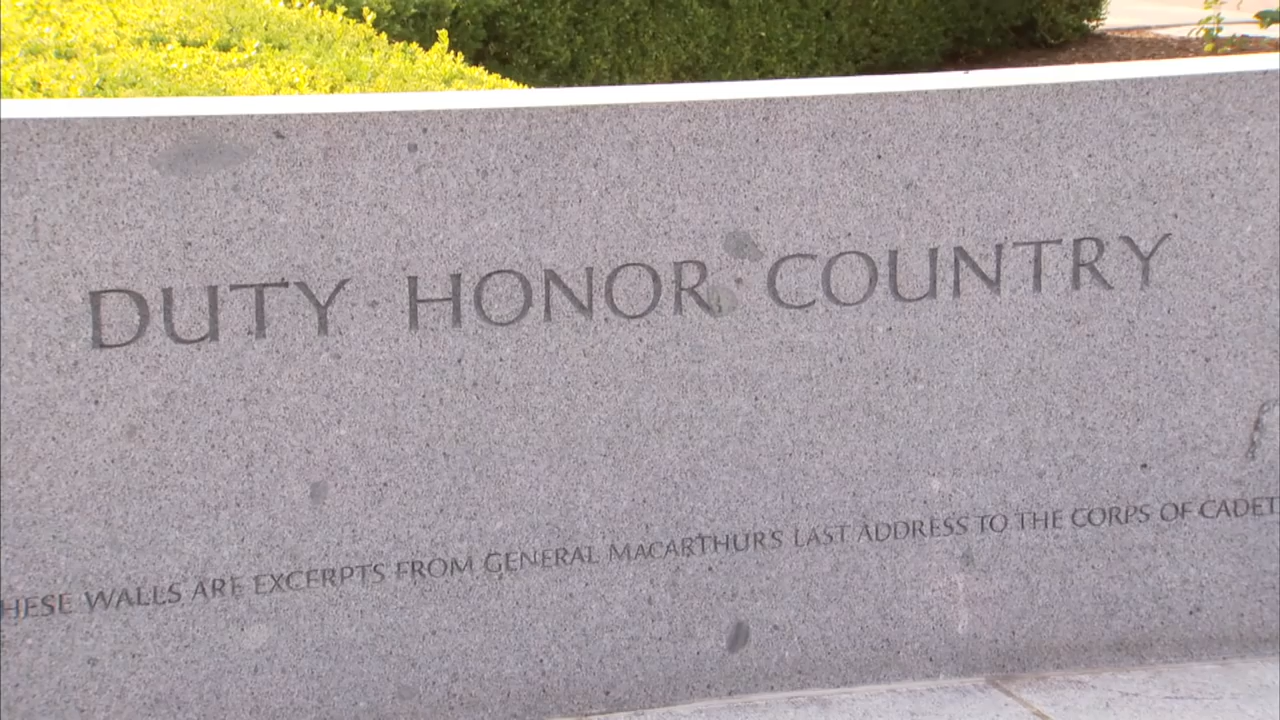 DUTY HONOR COUNTRY
HESE WALLS ARE EXCERPTS FROM GENERAL MACARTHUR'S LAST ADDRESS TO THE CORPS OF CADET